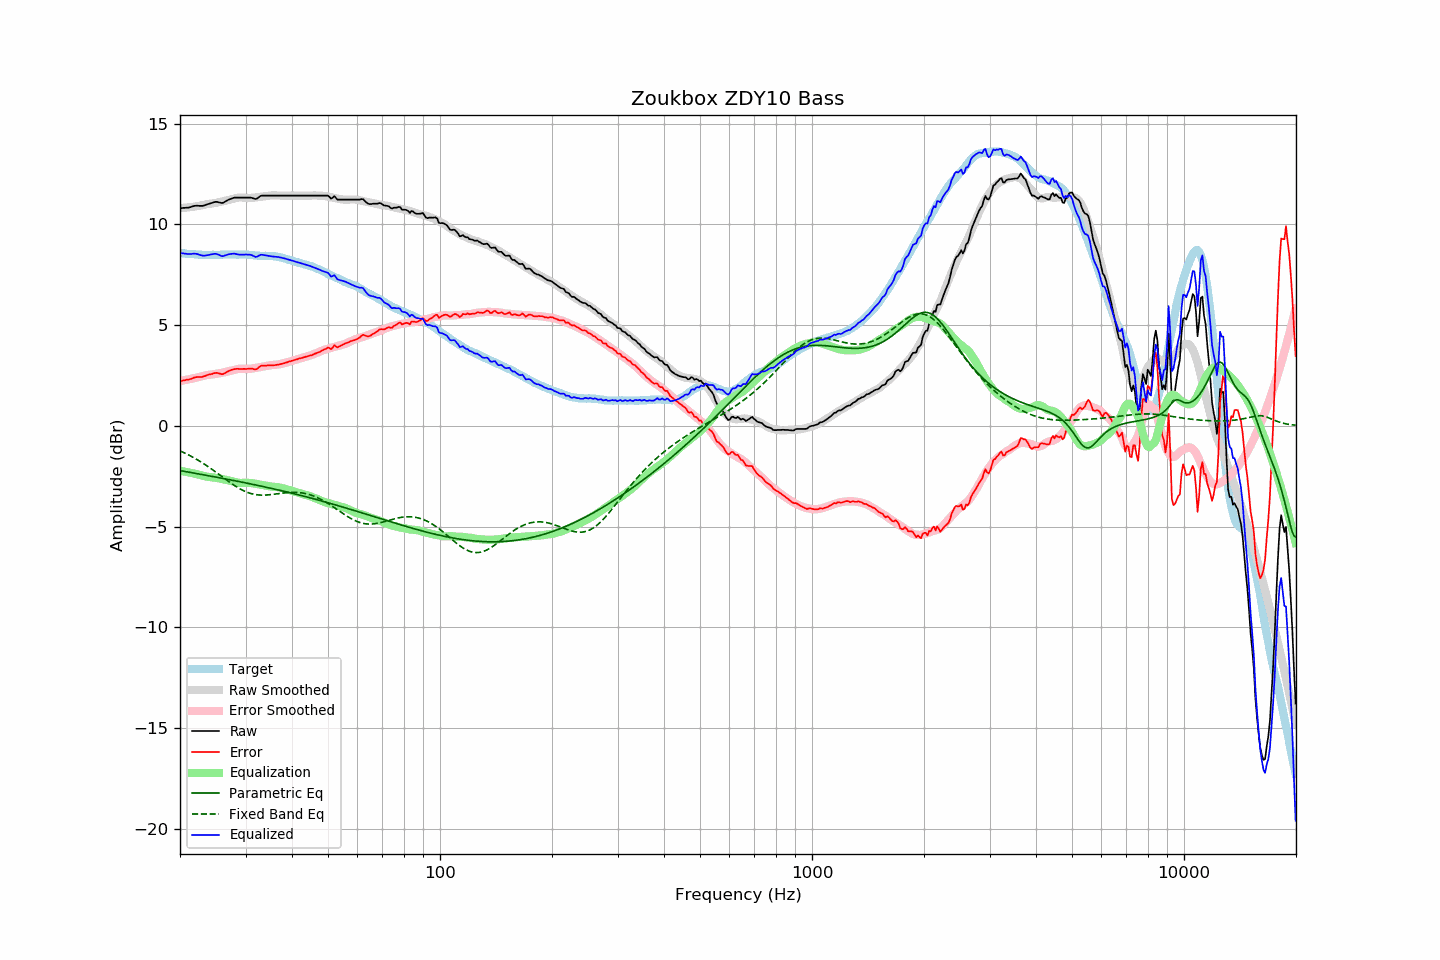 Zoukbox ZDY10 Bass
15
10
5
0
−5
−10
−15
−20
Amplitude (dBr)
Target
Raw Smoothed
Error Smoothed
Raw
Error
Equalization
Parametric Eq
Fixed Band Eq
Equalized
100
1000
10000
Frequency (Hz)